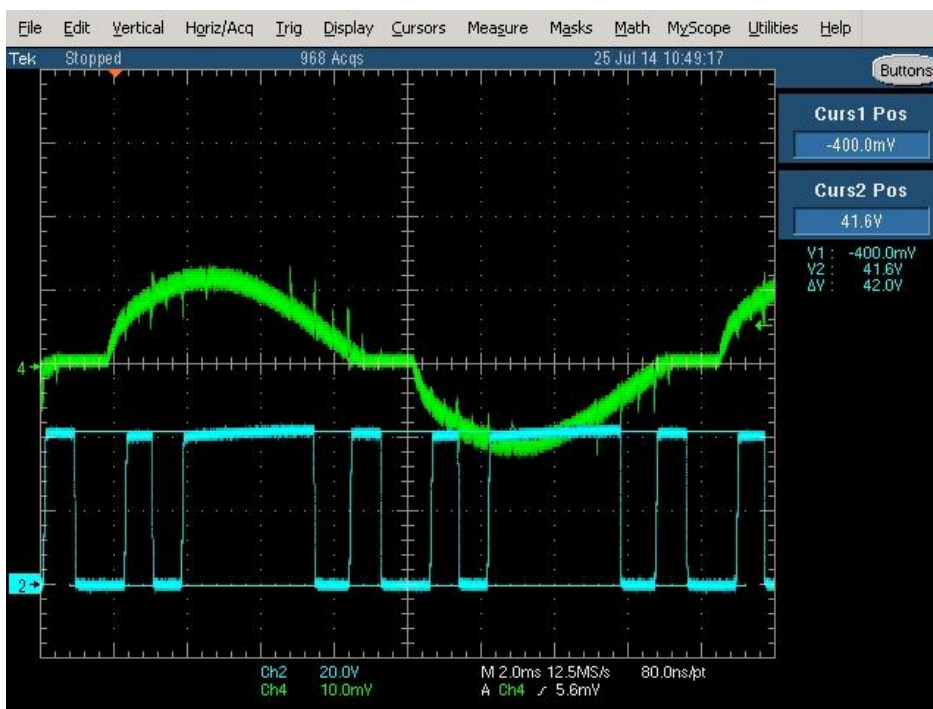 File Edit Vertical Horiz/Acq Trig Display Cursors Measure Masks Math MyScope Utilities Help
Tek Stopped 968 Acqs 25 Jul 14 10:49:17
Buttons
Curs1 Pos
-400.0mV
Curs2 Pos
41.6V
V1 : -400.0mV
V2 : 41.6V
ΔV : 42.0V
4
2
Ch2 20.0V M 2.0ms 12.5MS/s 80.0ns/pt
Ch4 10.0mV A Ch4 5.6mV